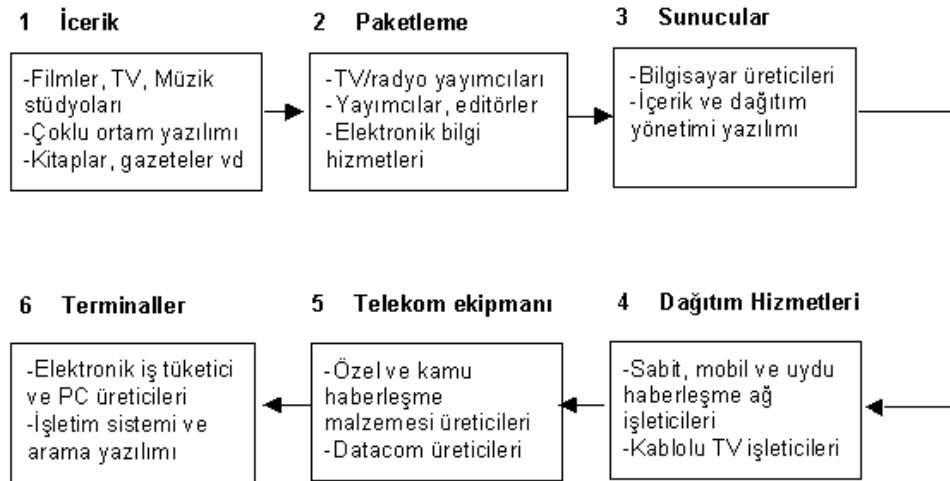 1 İcerik
-Filmler, TV, Müzik
stüdyoları
-Çoklu ortam yazılımı
-Kitaplar, gazeteler vd
2 Paketleme
-TV/radyo yayımcıları
-Yayımcılar, editörler
-Elektronik bilgi
hizmetleri
3 Sunucular
-Bilgisayar üreticileri
-İçerik ve dağıtım
yönetimi yazılımı
4 Dağıtım Hizmetleri
-Sabit, mobil ve uydu
haberleşme ağ
işleticileri
-Kablolu TV işleticileri
5 Telekom ekipmanı
-Özel ve kamu
haberleşme
malzemesi üreticileri
-Datacom üreticileri
6 Terminaller
-Elektronik iş tüketici
ve PC üreticileri
-İşletim sistemi ve
arama yazılımı